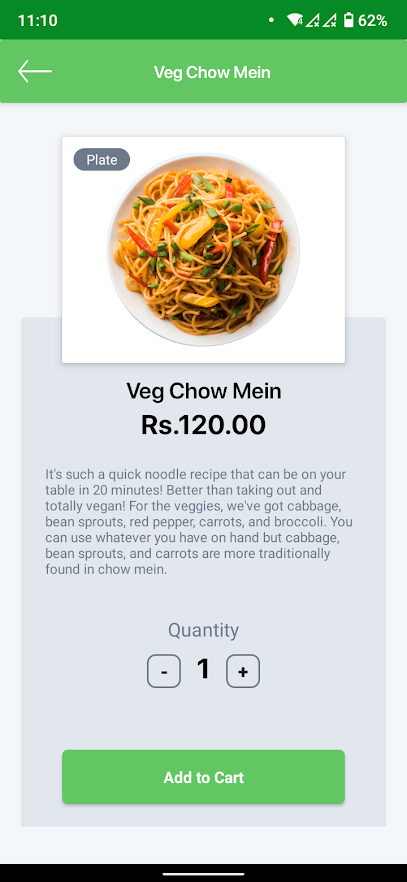 11:10
62%
Veg Chow Mein
Plate
Veg Chow Mein
Rs.120.00
It's such a quick noodle recipe that can be on your
table in 20 minutes! Better than taking out and
totally vegan! For the veggies, we've got cabbage,
bean sprouts, red pepper, carrots, and broccoli. You
can use whatever you have on hand but cabbage,
bean sprouts, and carrots are more traditionally
found in chow mein.
Quantity
- 1 +
Add to Cart